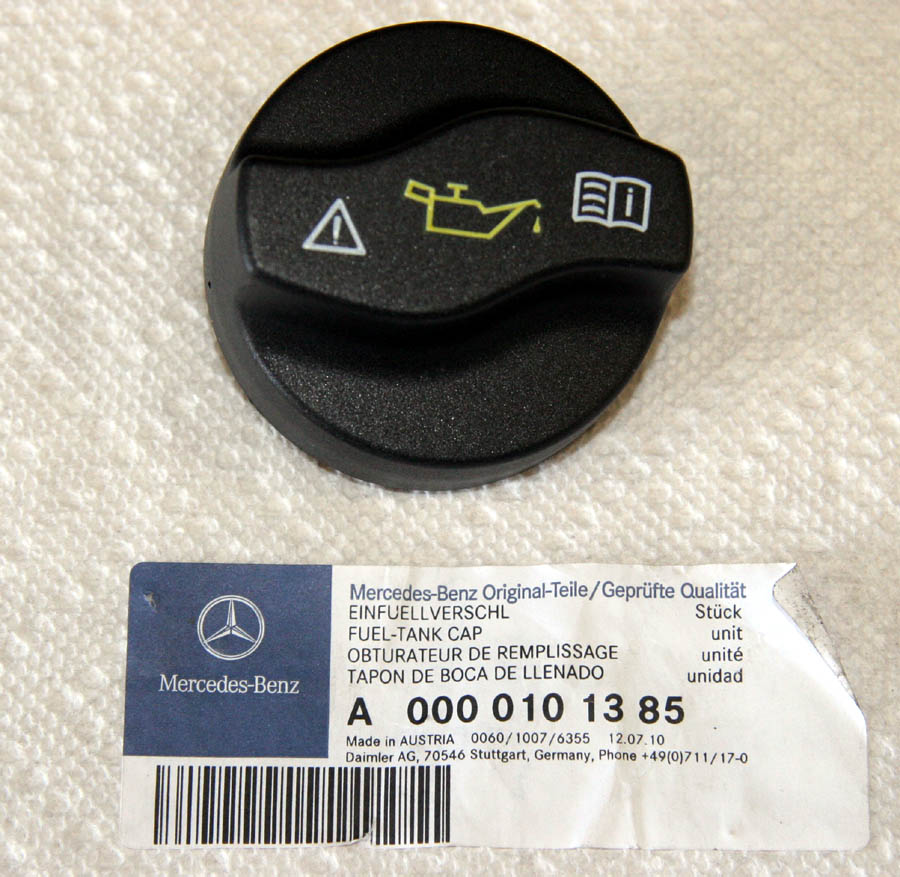 Mercedes-Benz
Mercedes-Benz Original-Teile/Geprüfte Qualität
EINFUELLVERSCHL Stück
FUEL-TANK CAP unit
OBTURATEUR DE REMPLISSAGE unité
TAPON DE BOCA DE LLENADO unidad
A 000 010 13 85
Made in AUSTRIA 0060/1007/6355 12.07.10
Daimler AG, 70546 Stuttgart, Germany, Phone +49(0)711/17-0